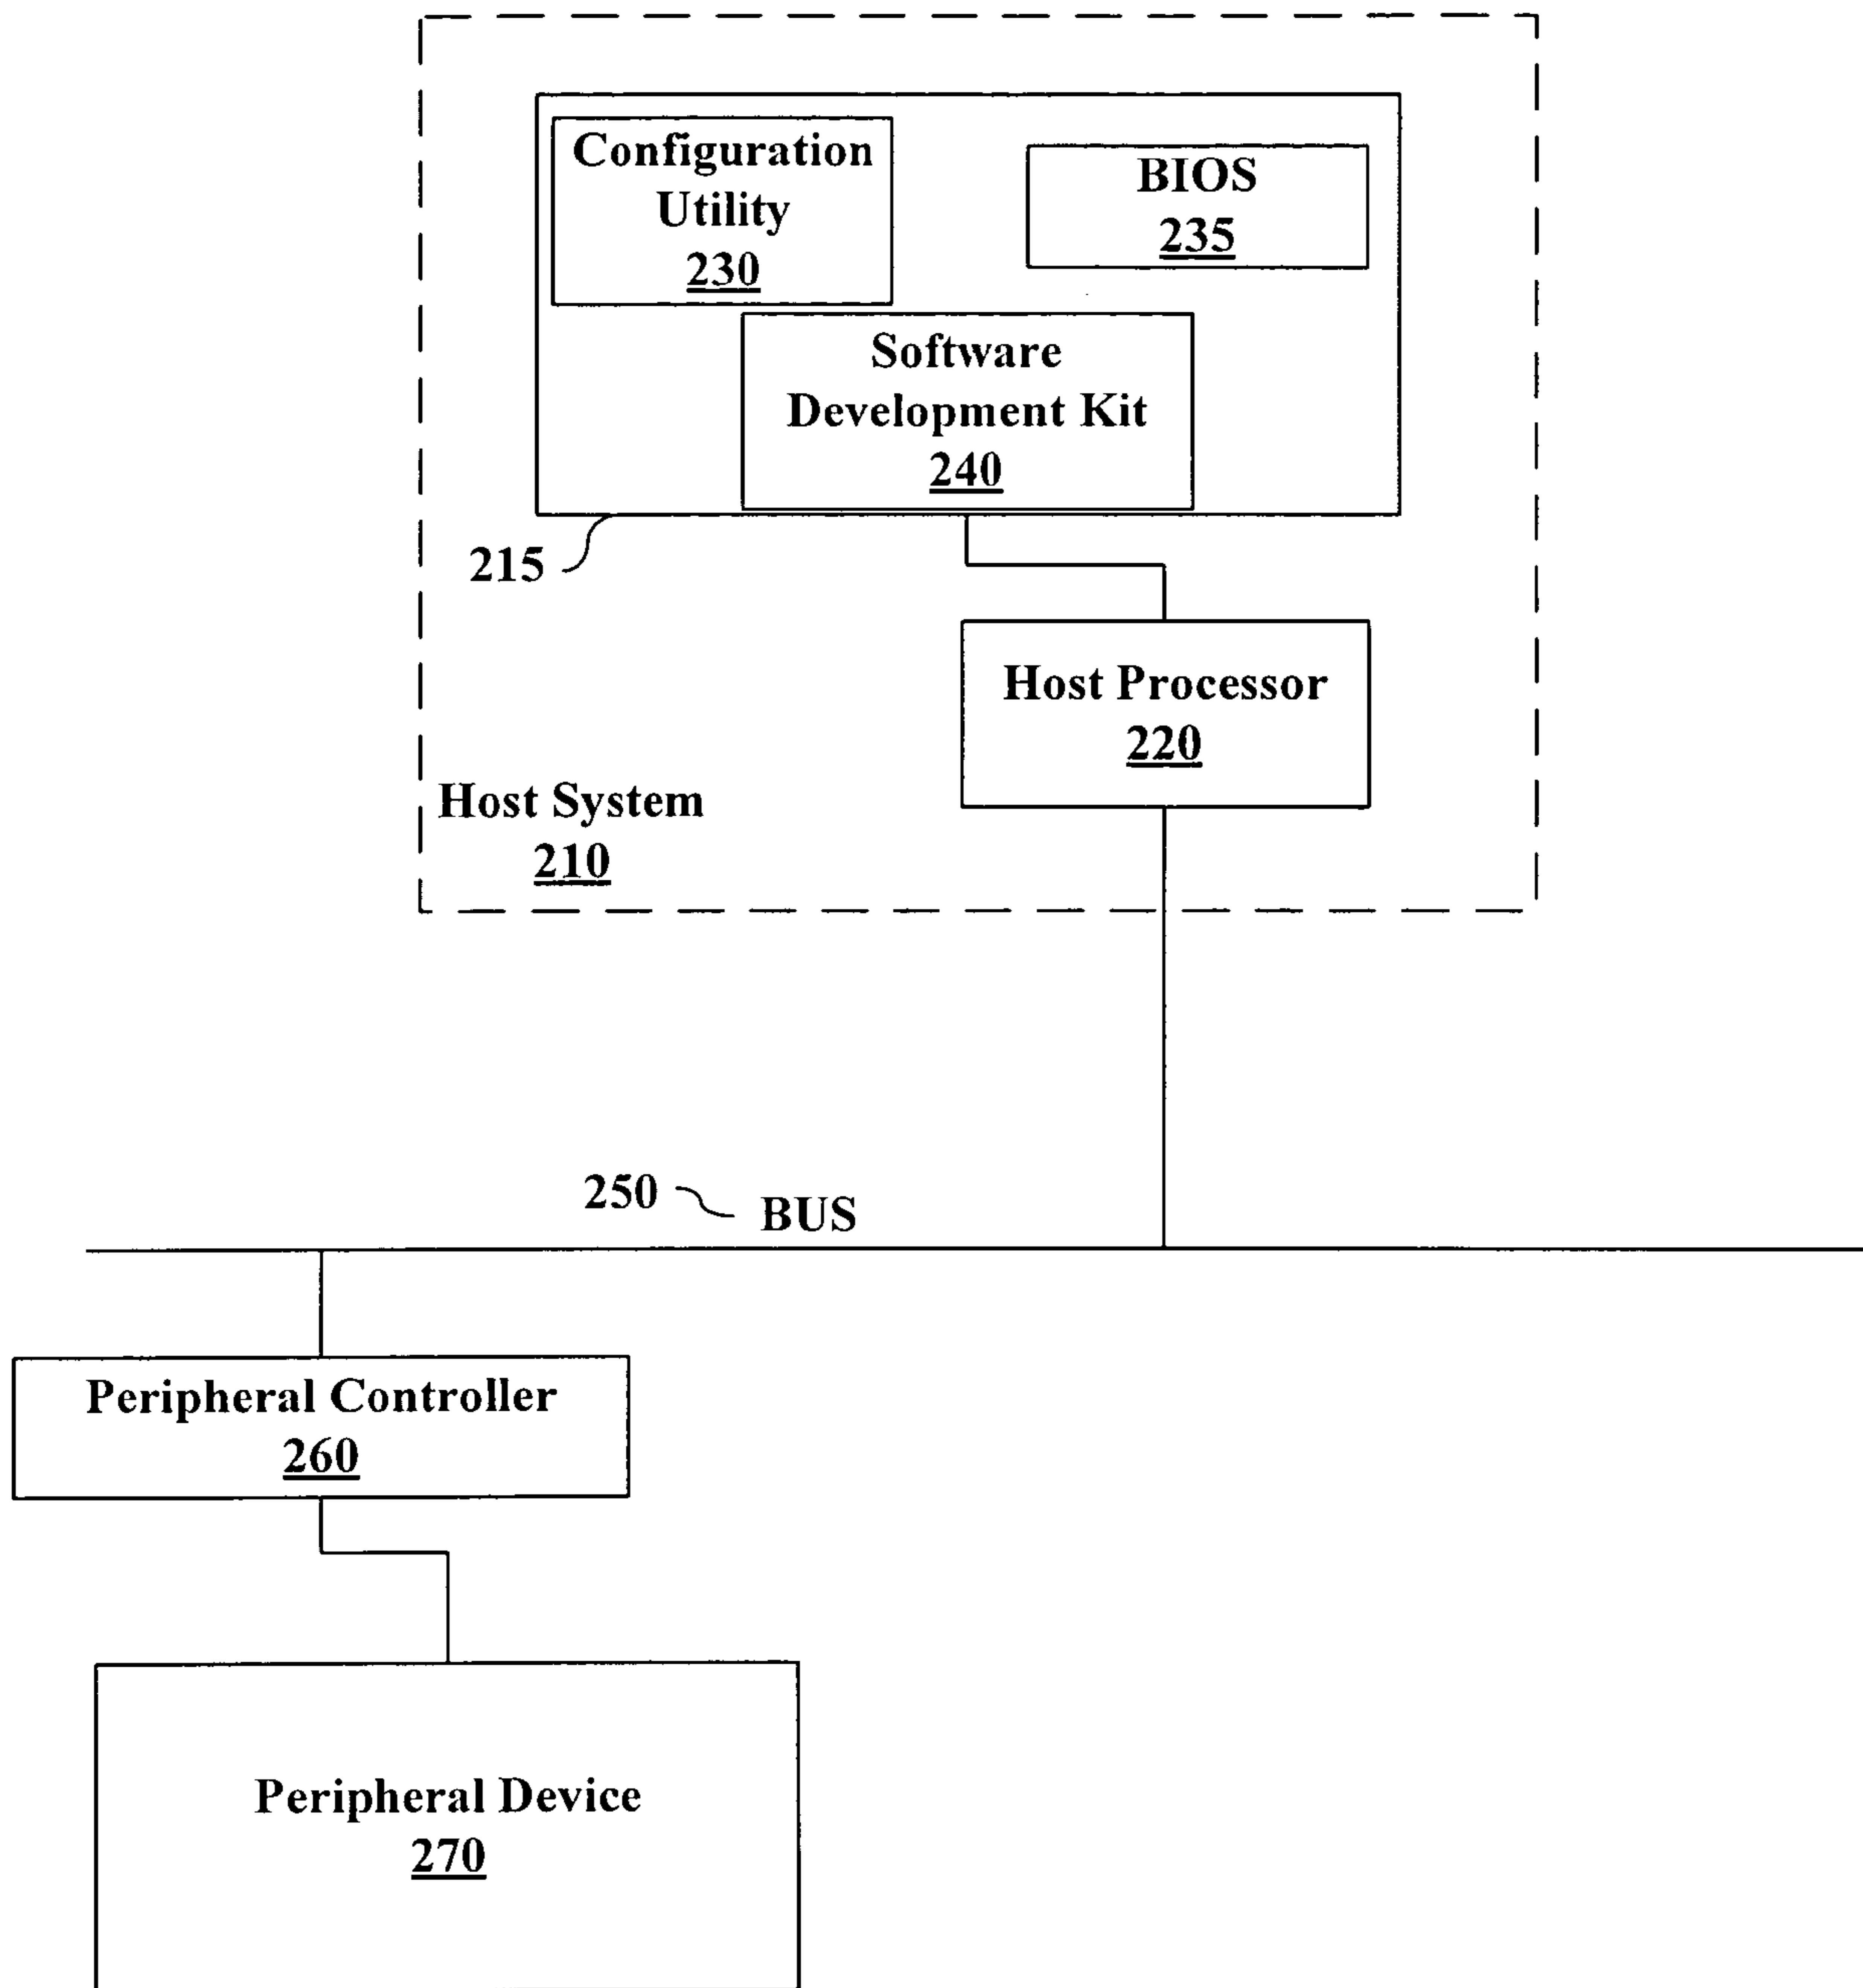 Configuration
Utility
230
BIOS
235
Software
Development Kit
240
215
Host Processor
220
Host System
210
250
BUS
Peripheral Controller
260
Peripheral Device
270